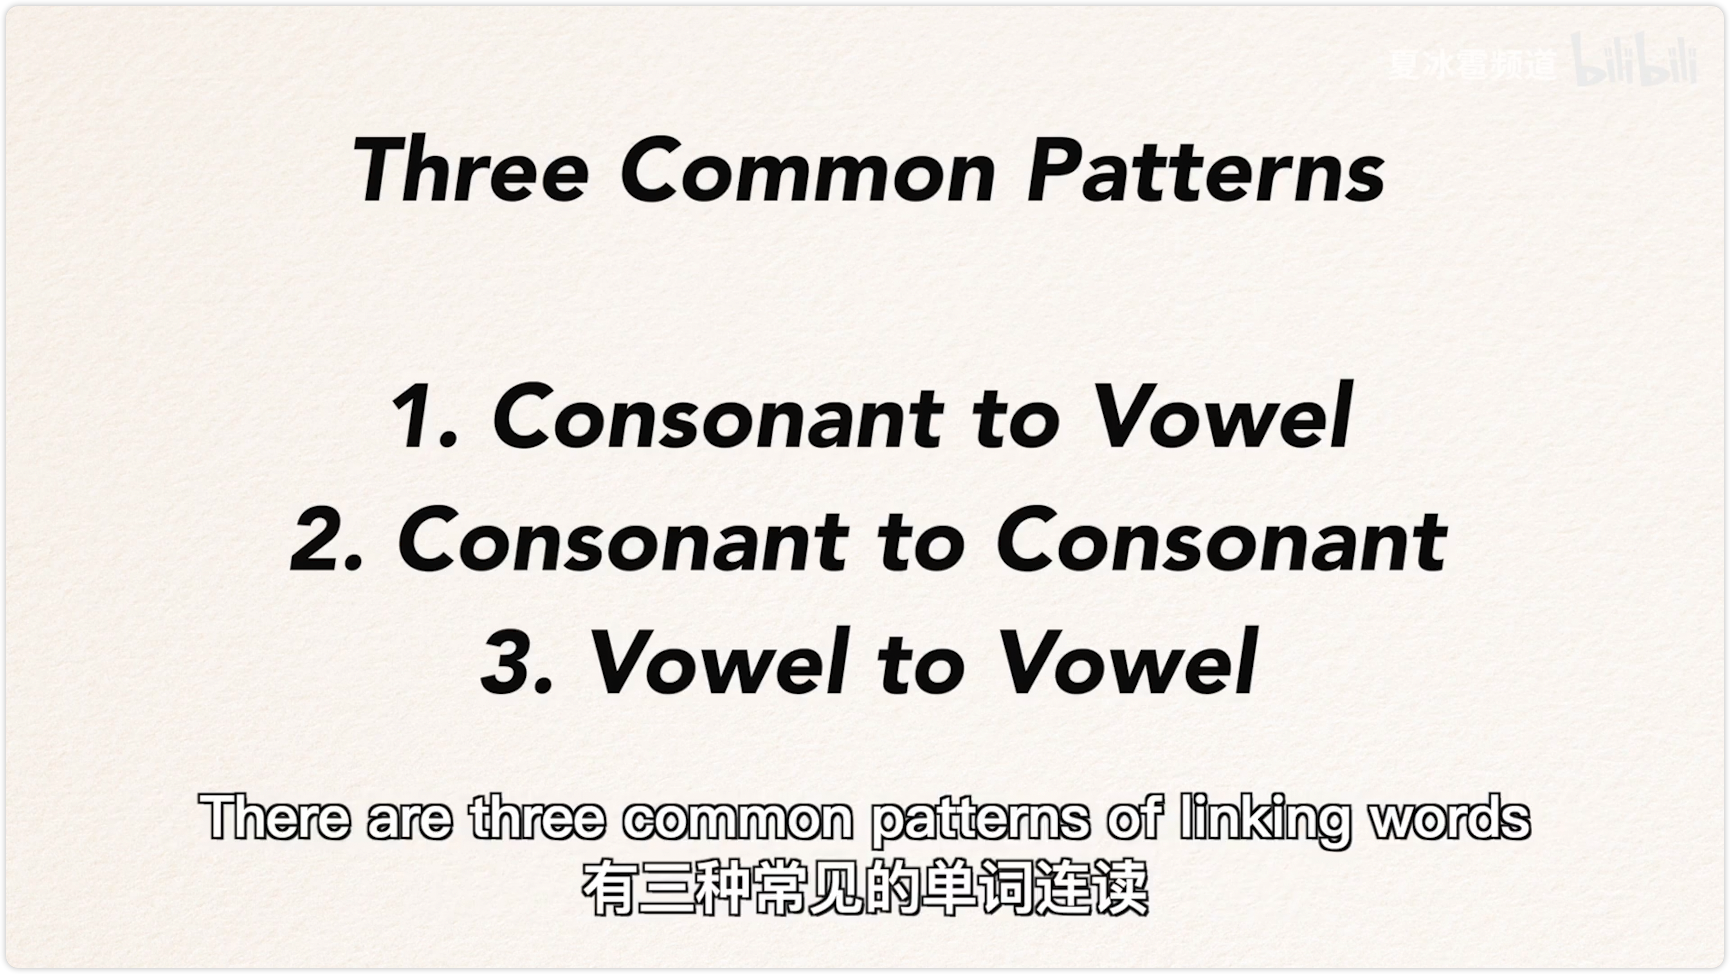 夏冰雹频道 bilibili
Three Common Patterns
1. Consonant to Vowel
2. Consonant to Consonant
3. Vowel to Vowel
There are three common patterns of linking words
有三种常见的单词连读